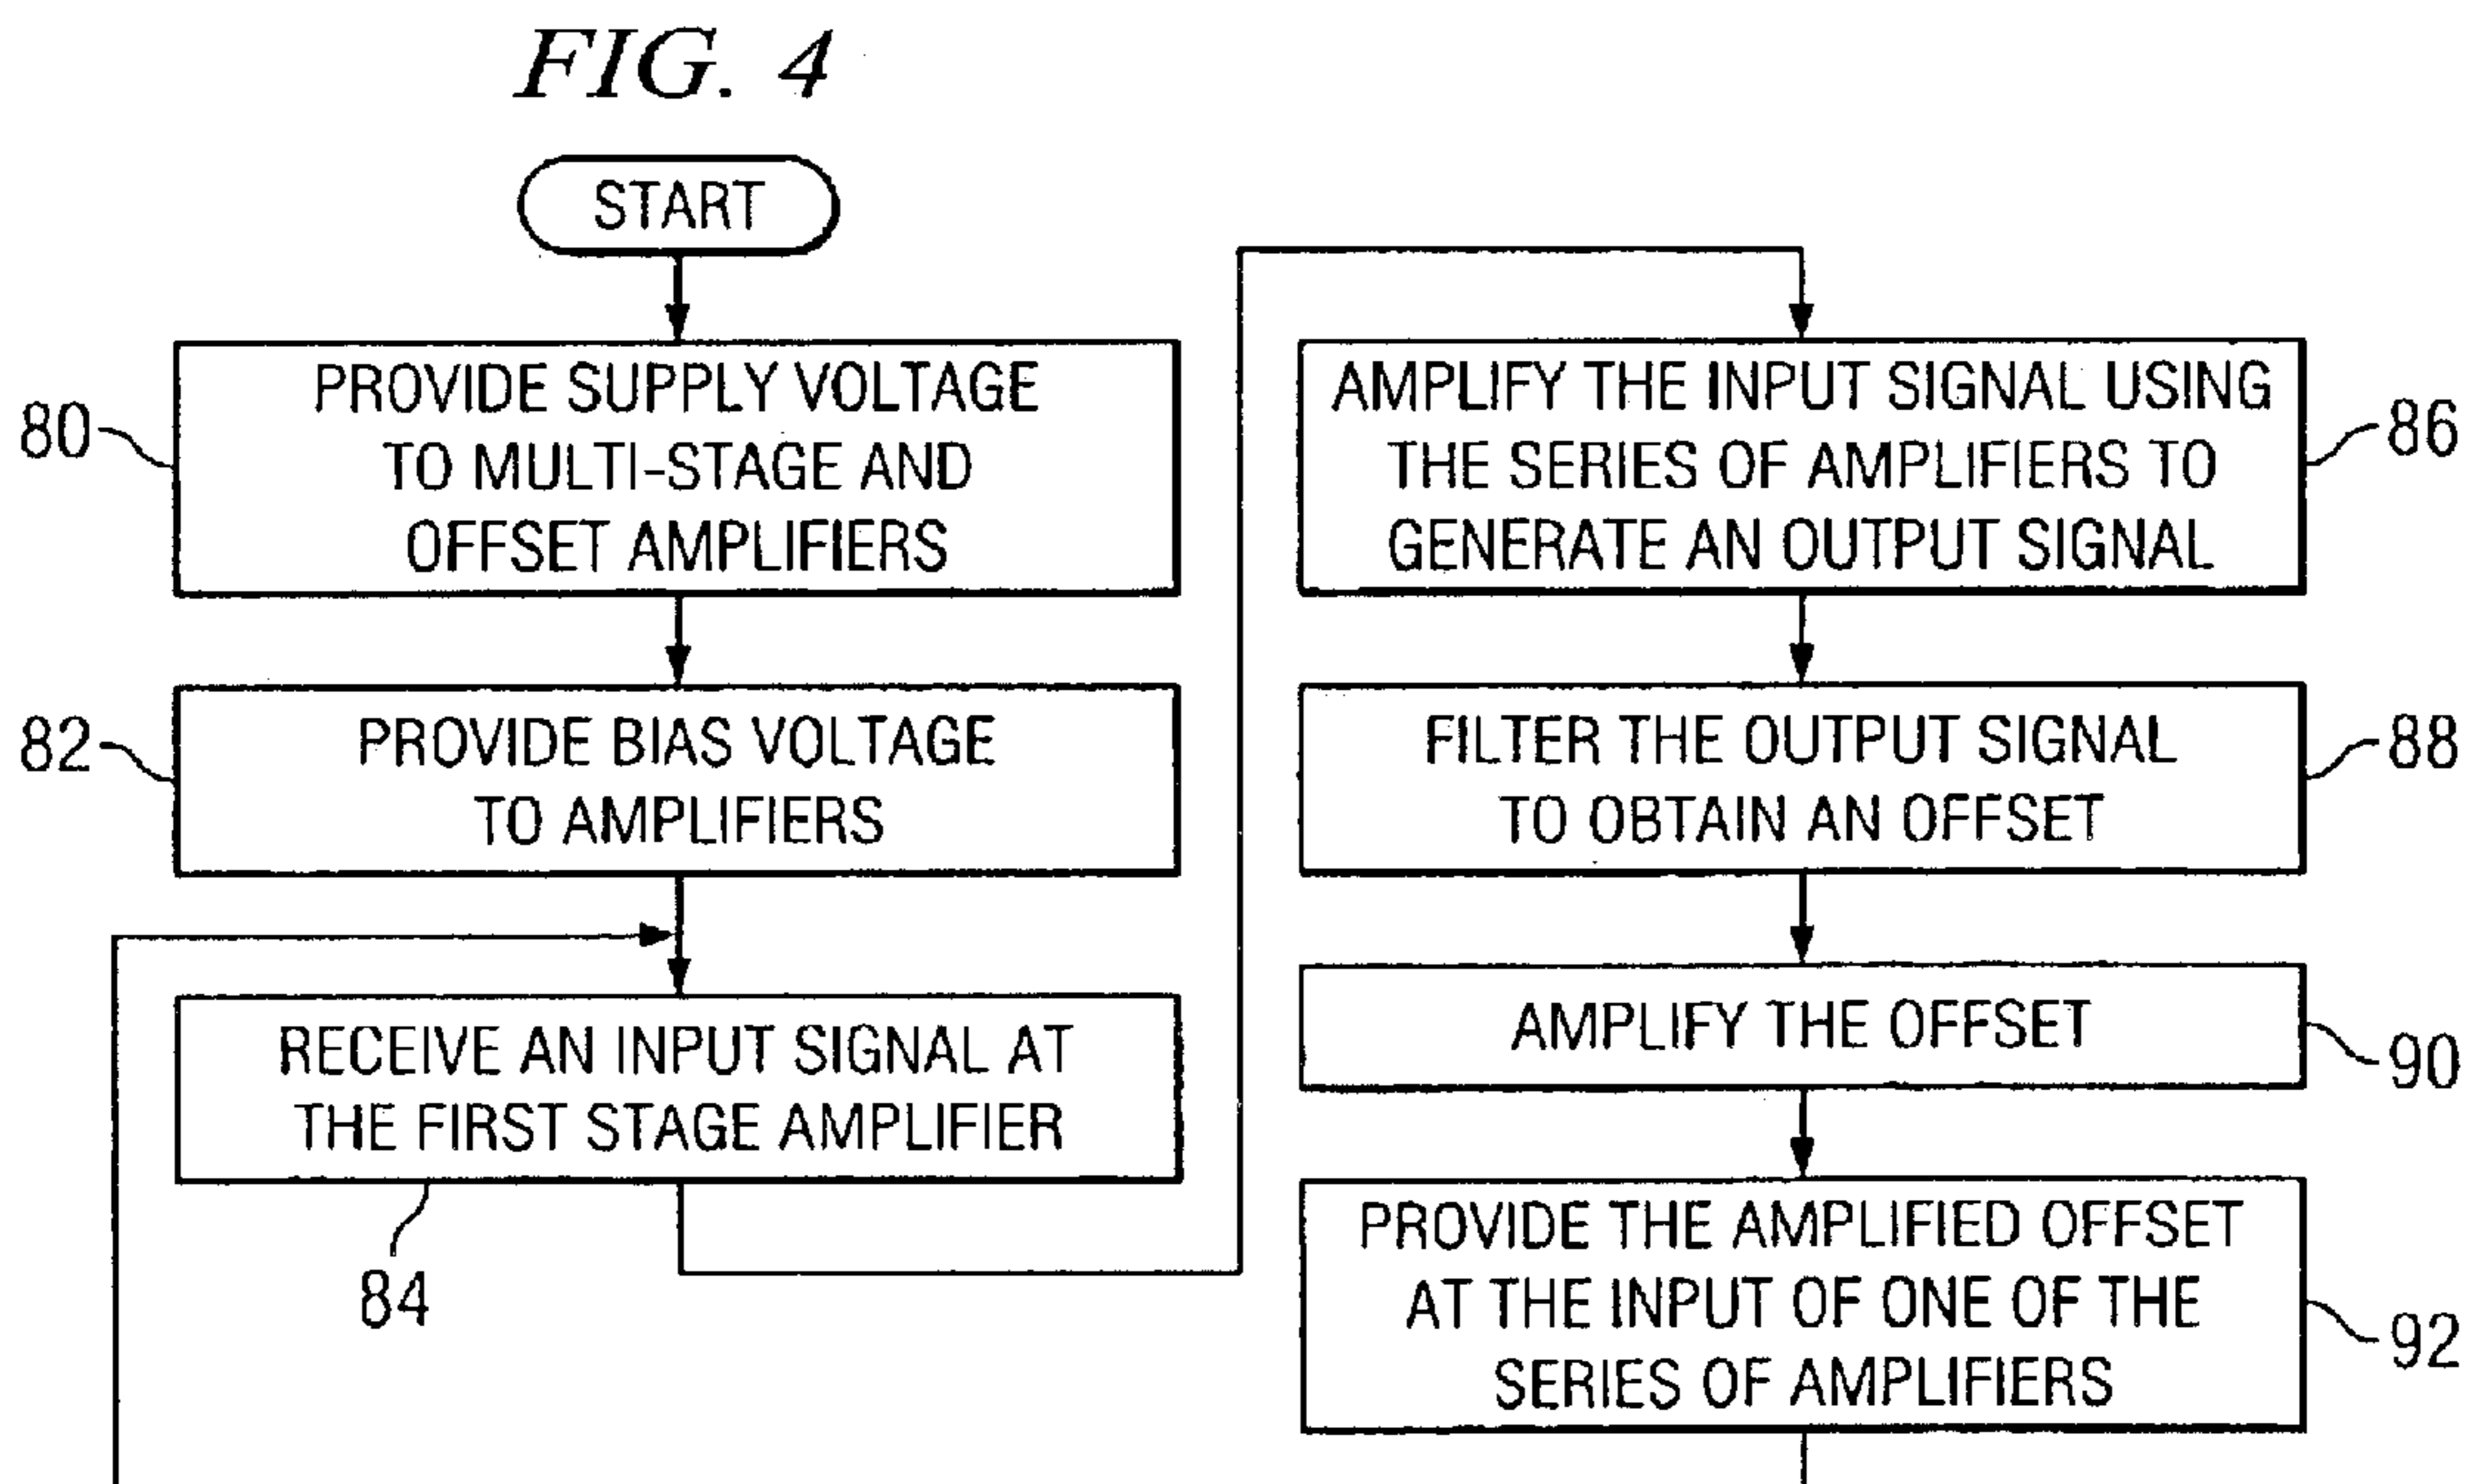 FIG. 4
START
80
PROVIDE SUPPLY VOLTAGE
TO MULTI-STAGE AND
OFFSET AMPLIFIERS
82
PROVIDE BIAS VOLTAGE
TO AMPLIFIERS
RECEIVE AN INPUT SIGNAL AT
THE FIRST STAGE AMPLIFIER
84
AMPLIFY THE INPUT SIGNAL USING
THE SERIES OF AMPLIFIERS TO
GENERATE AN OUTPUT SIGNAL
86
FILTER THE OUTPUT SIGNAL
TO OBTAIN AN OFFSET
88
AMPLIFY THE OFFSET
90
PROVIDE THE AMPLIFIED OFFSET
AT THE INPUT OF ONE OF THE
SERIES OF AMPLIFIERS
92